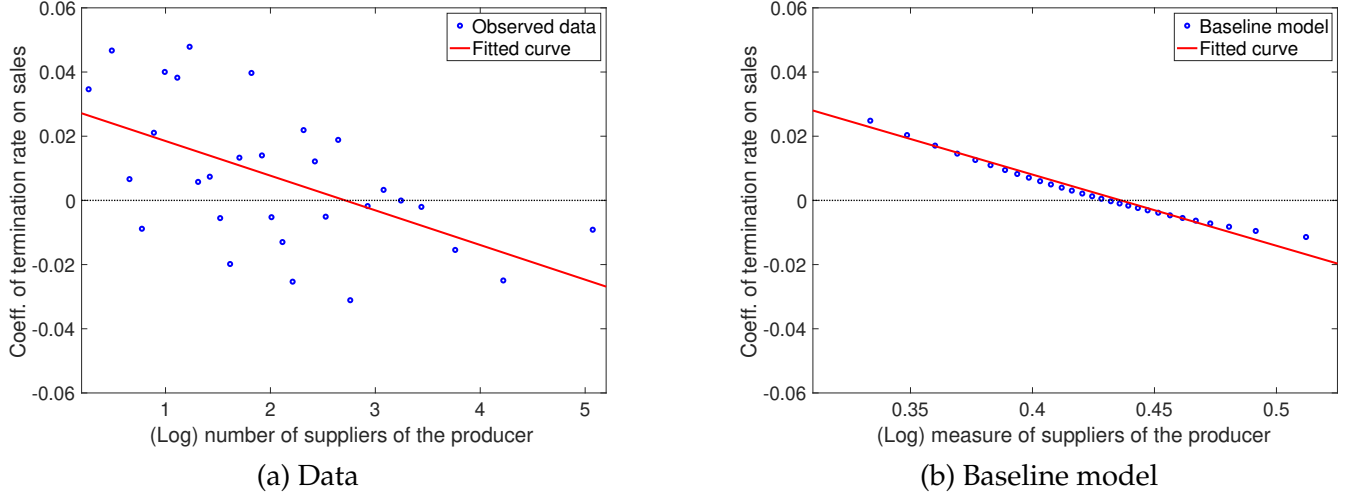 Observed data
Fitted curve
0.06
0.04
0.02
0
-0.02
-0.04
-0.06
Coeff. of termination rate on sales
1 2 3 4 5
(Log) number of suppliers of the producer
(a) Data
Baseline model
Fitted curve
0.06
0.04
0.02
0
-0.02
-0.04
-0.06
Coeff. of termination rate on sales
0.35 0.4 0.45 0.5
(Log) measure of suppliers of the producer
(b) Baseline model